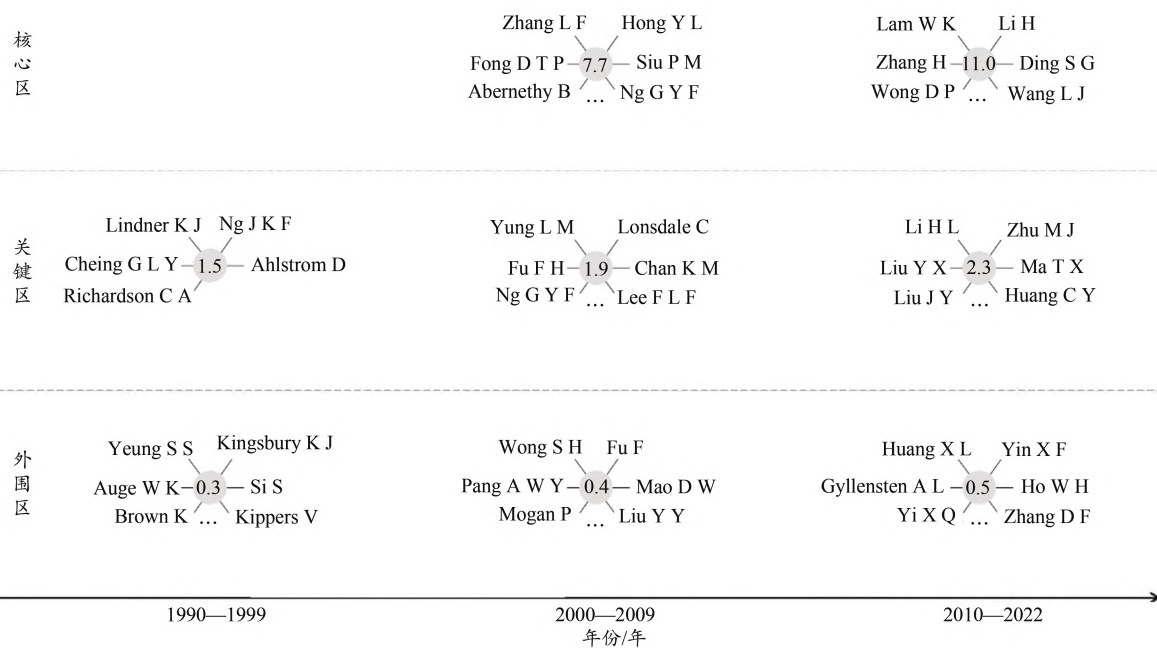 核心区
Zhang L F Hong Y L
Fong D T P 7.7 Siu P M
Abernethy B … Ng G Y F
Lam W K Li H
Zhang H 11.0 Ding S G
Wong D P … Wang L J
关键区
Lindner K J Ng J K F
Cheing G L Y 1.5 Ahlstrom D
Richardson C A
Yung L M Lonsdale C
Fu F H 1.9 Chan K M
Ng G Y F … Lee F L F
Li H L Zhu M J
Liu Y X 2.3 Ma T X
Liu J Y … Huang C Y
外围区
Yeung S S Kingsbury K J
Auge W K 0.3 Si S
Brown K … Kippers V
Wong S H Fu F
Pang A W Y 0.4 Mao D W
Mogan P … Liu Y Y
Huang X L Yin X F
Gyllensten A L 0.5 Ho W H
Yi X Q … Zhang D F
1990—1999 2000—2009 2010—2022
年份/年